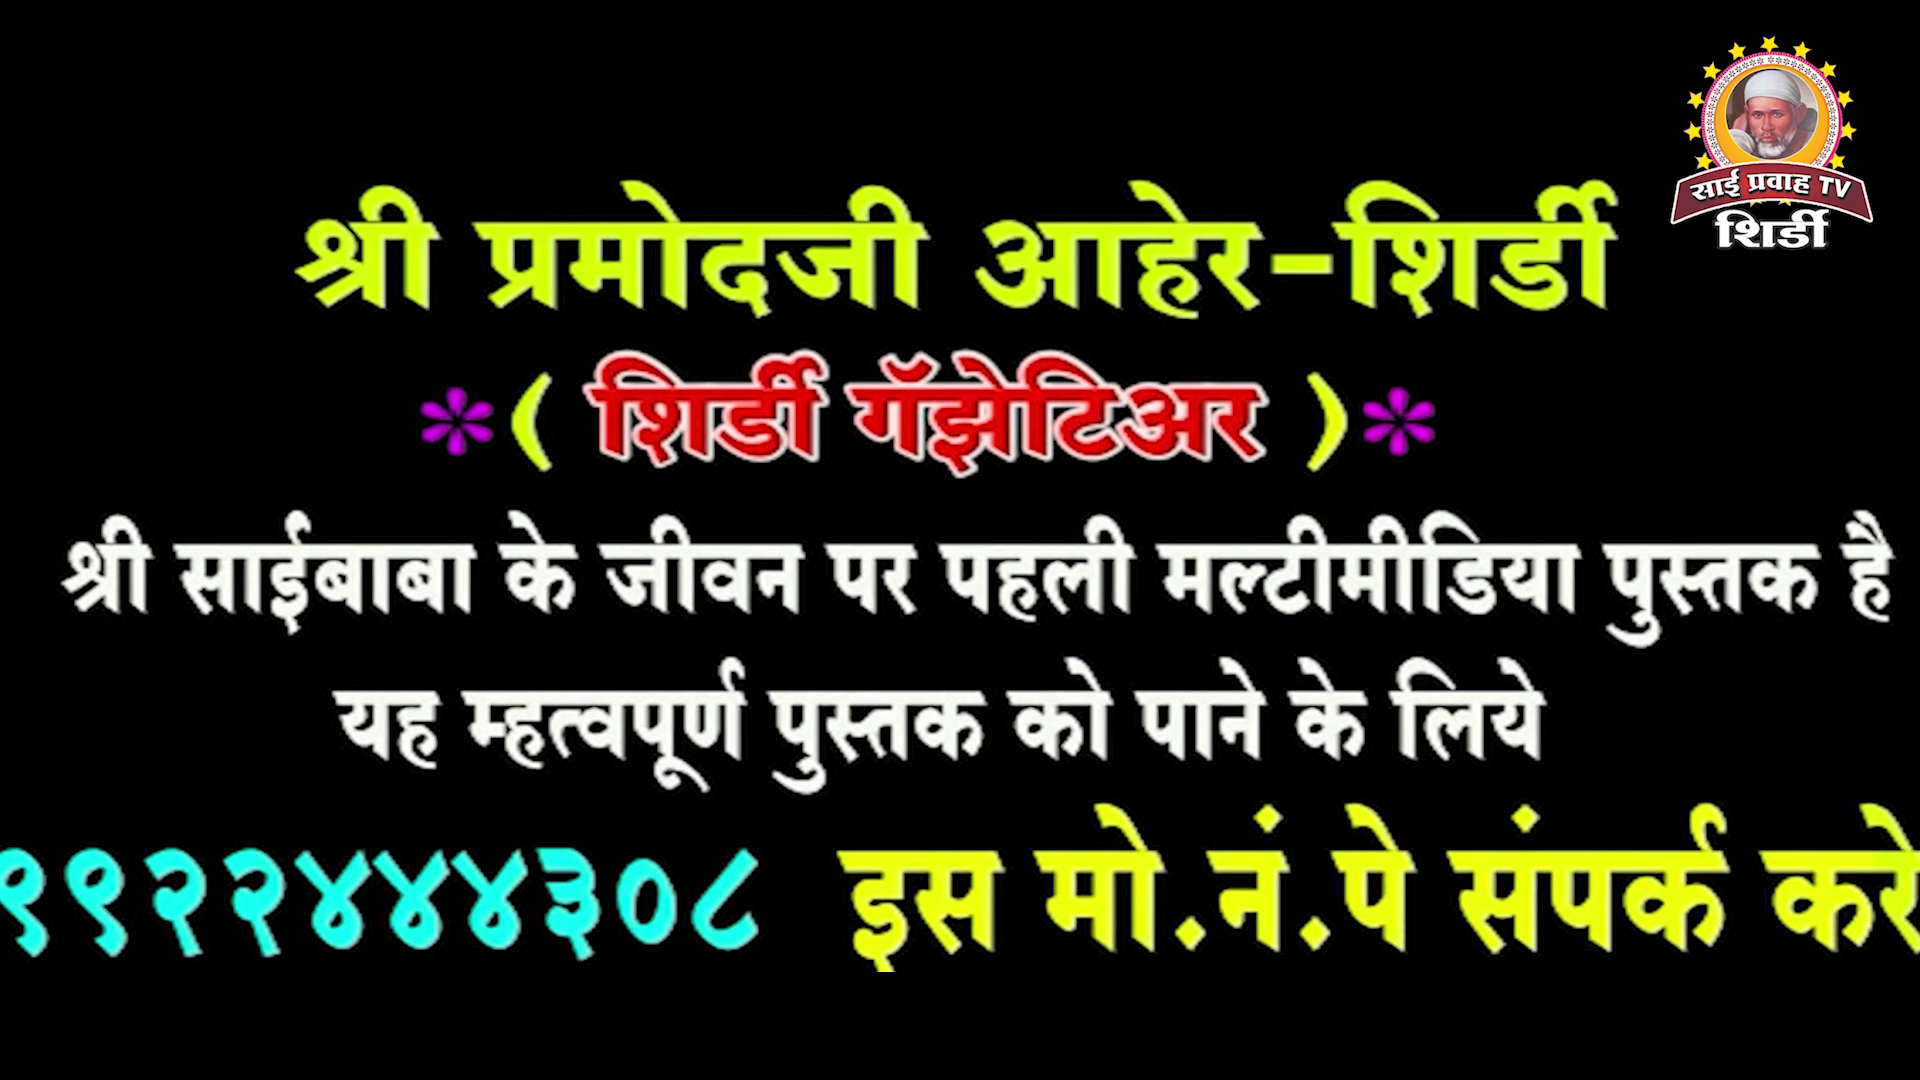 साई प्रवाह TV
शिर्डी
श्री प्रमोदजी आहेर-शिर्डी
*( शिर्डी गॅझेटिअर )*
श्री साईबाबा के जीवन पर पहली मल्टीमीडिया पुस्तक है
यह म्हत्वपूर्ण पुस्तक को पाने के लिये
९९२२४४४३०८ इस मो.नं.पे संपर्क करे